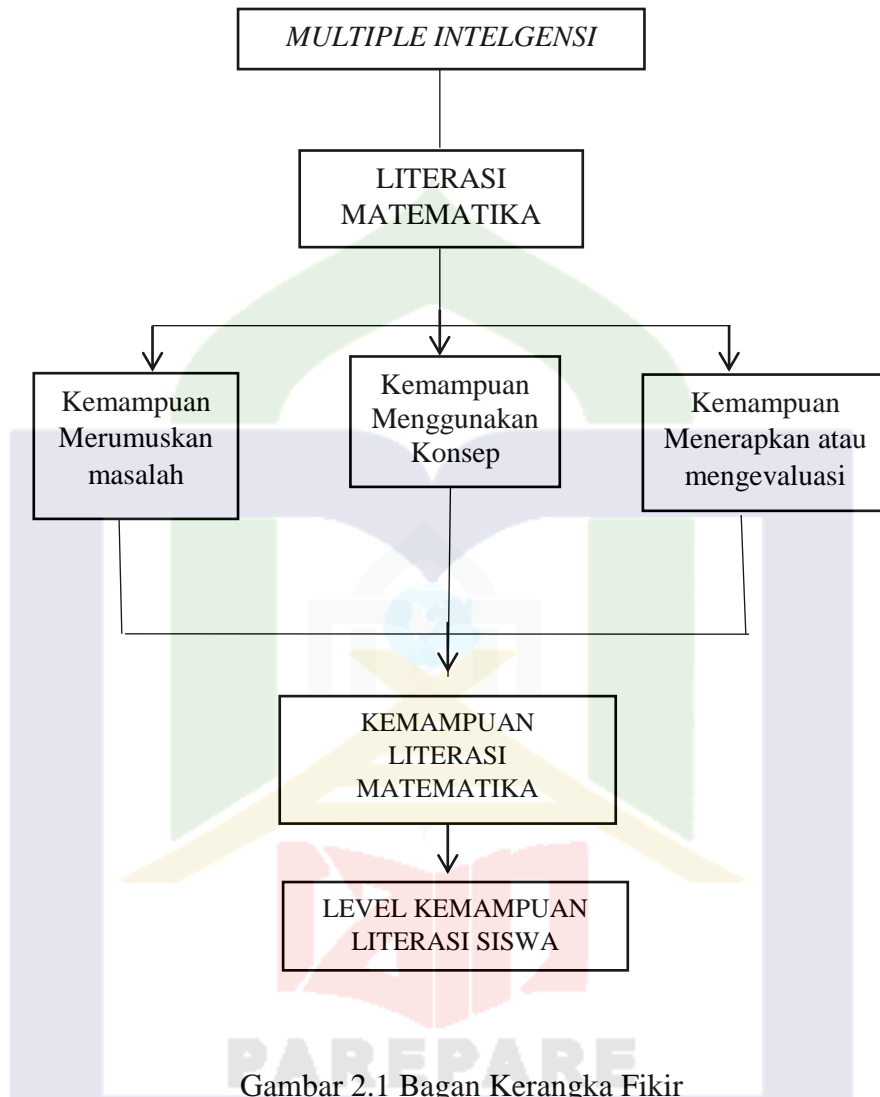 MULTIPLE INTELGENSI
LITERASI
MATEMATIKA
Kemampuan
Merumuskan
masalah
Kemampuan
Menggunakan
Konsep
Kemampuan
Menerapkan atau
mengevaluasi
KEMAMPUAN
LITERASI
MATEMATIKA
LEVEL KEMAMPUAN
LITERASI SISWA
PAREPARE
Gambar 2.1 Bagan Kerangka Fikir